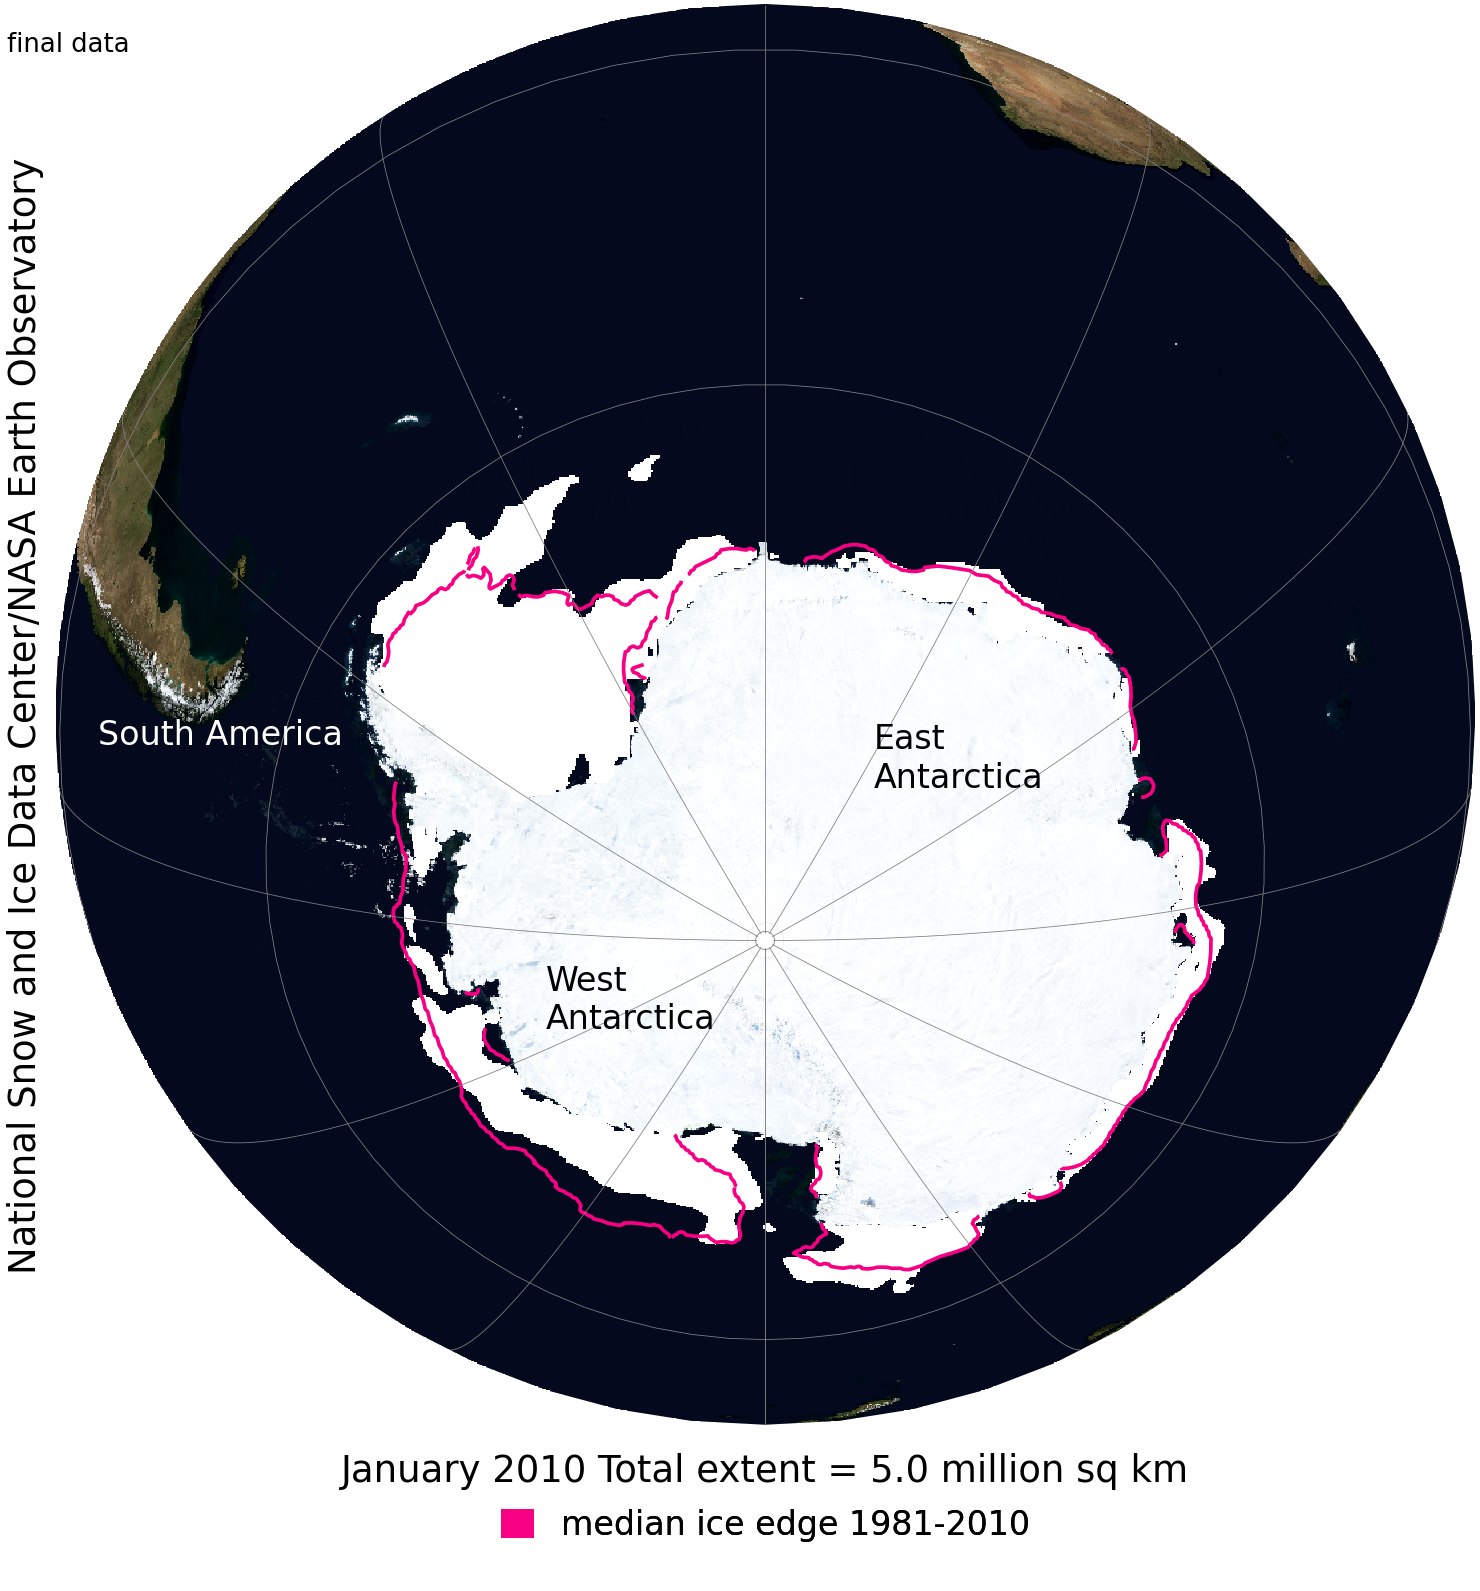 final data
National Snow and Ice Data Center/NASA Earth Observatory
South America
East
Antarctica
West
Antarctica
January 2010 Total extent = 5.0 million sq km
median ice edge 1981-2010